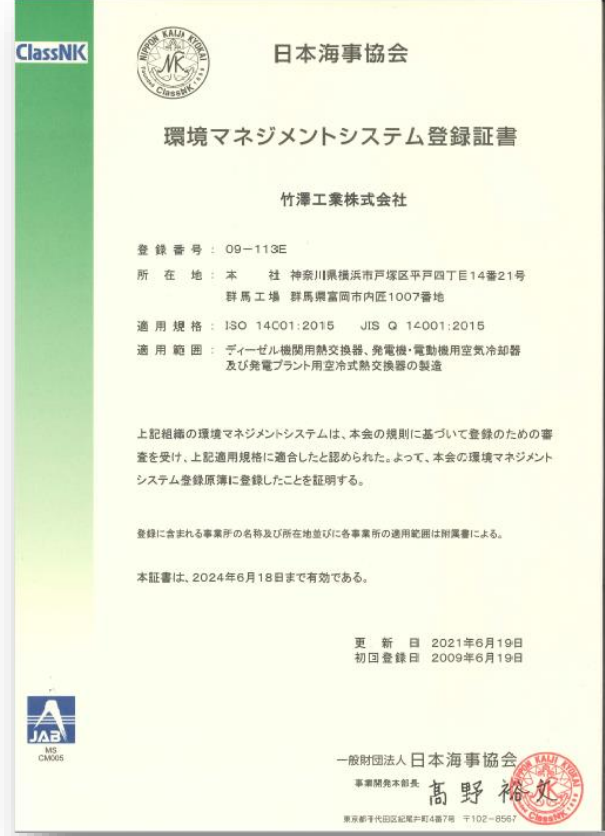 ClassNK
NIPPON KAIJI KYOKAI
ClassNK
日本海事協会
環境マネジメントシステム登録証書
竹澤工業株式会社
登録番号：09-113E
所在地：本　社 神奈川県横浜市戸塚区平戸四丁目14番21号
群馬工場 群馬県富岡市内匠1007番地
適用規格：ISO 14001:2015 JIS Q 14001:2015
適用範囲：ディーゼル機関用熱交換器、発電機・電動機用空気冷却器
及び発電プラント用空冷式熱交換器の製造
上記組織の環境マネジメントシステムは、本会の規則に基づいて登録のための審
査を受け、上記適用規格に適合したと認められた。よって、本会の環境マネジメント
システム登録原簿に登録したことを証明する。
登録に含まれる事業所の名称及び所在地並びに各事業所の適用範囲は附属書による。
本証書は、2024年6月18日まで有効である。
更新日 2021年6月19日
初回登録日 2009年6月19日
JAB
MS
CM005
一般財団法人 日本海事協会
事業開発本部長 髙野裕
東京都千代田区紀尾井町4番7号 〒102-8567